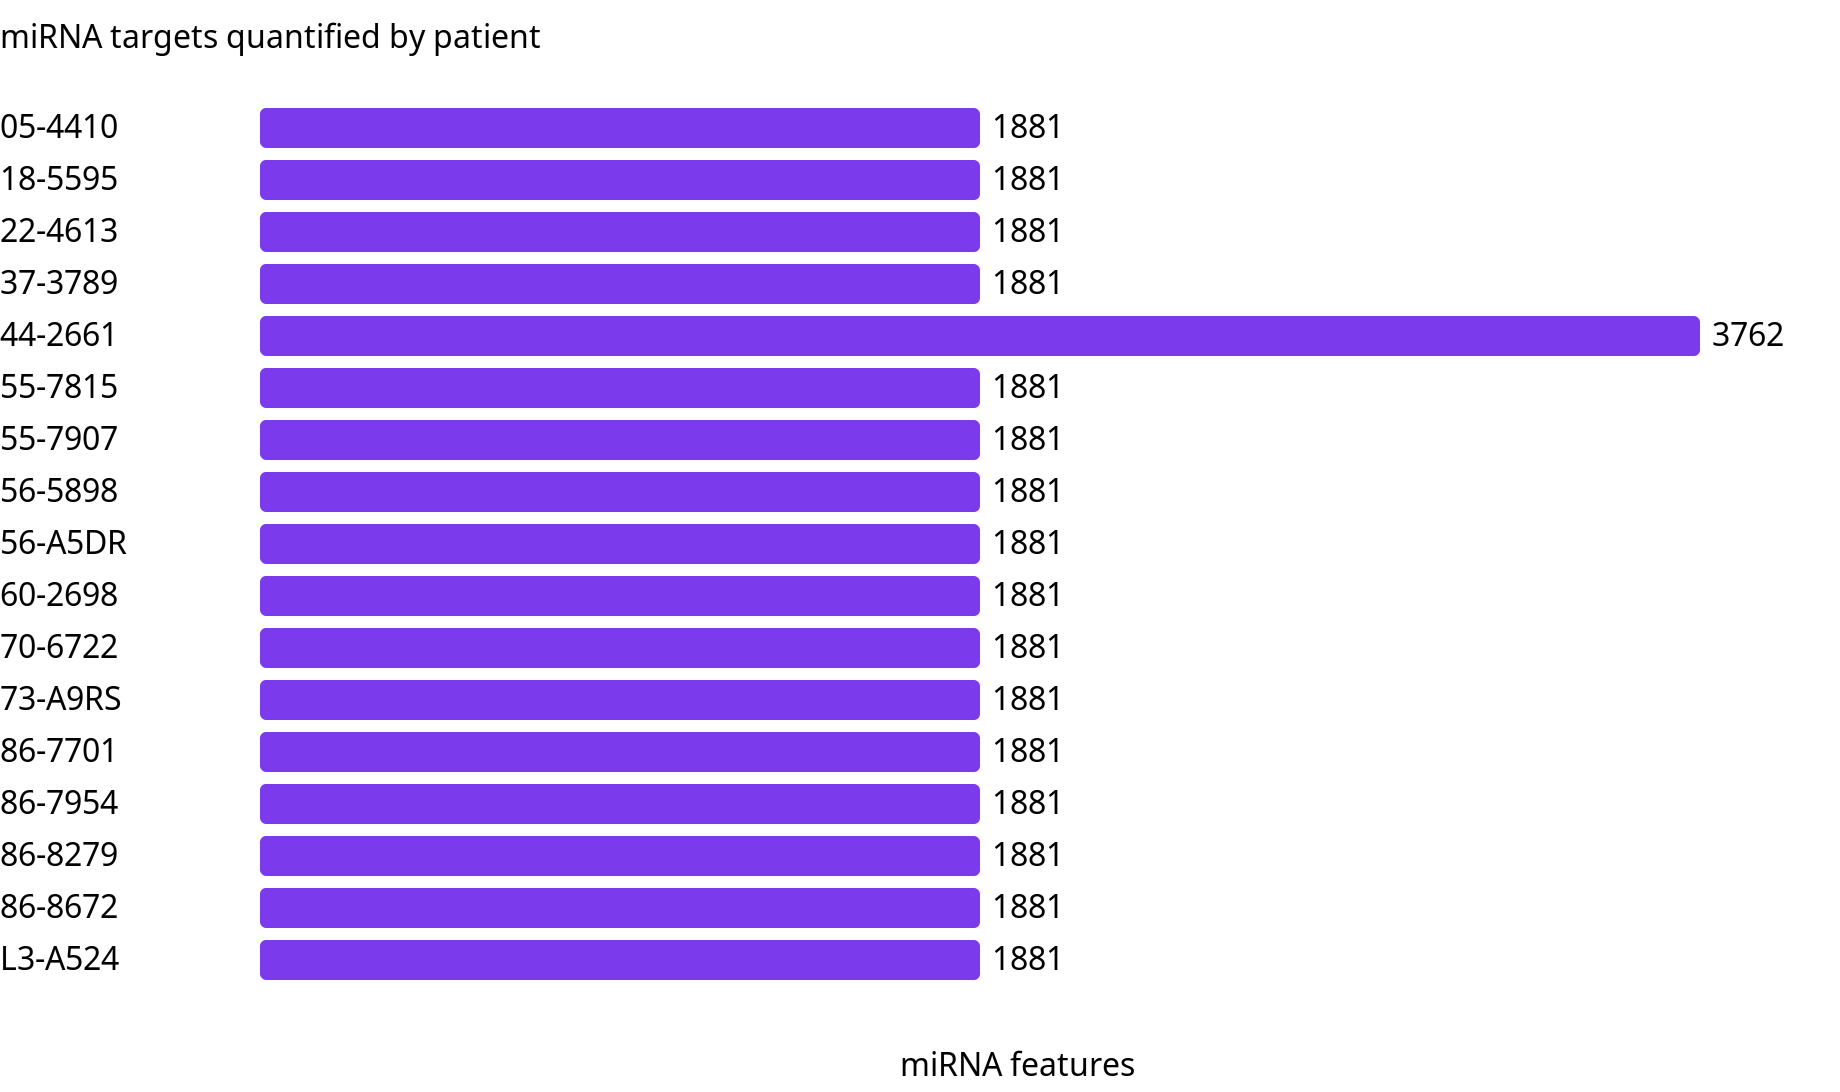 miRNA targets quantified by patient
05-4410 1881
18-5595 1881
22-4613 1881
37-3789 1881
44-2661 3762
55-7815 1881
55-7907 1881
56-5898 1881
56-A5DR 1881
60-2698 1881
70-6722 1881
73-A9RS 1881
86-7701 1881
86-7954 1881
86-8279 1881
86-8672 1881
L3-A524 1881
miRNA features